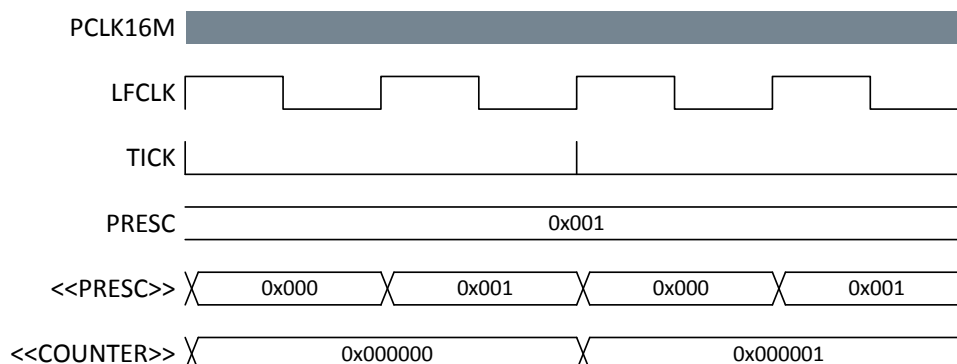 PCLK16M
LFCLK
TICK
PRESC 0x001
<<PRESC>> 0x000 0x001 0x000 0x001
<<COUNTER>> 0x000000 0x000001